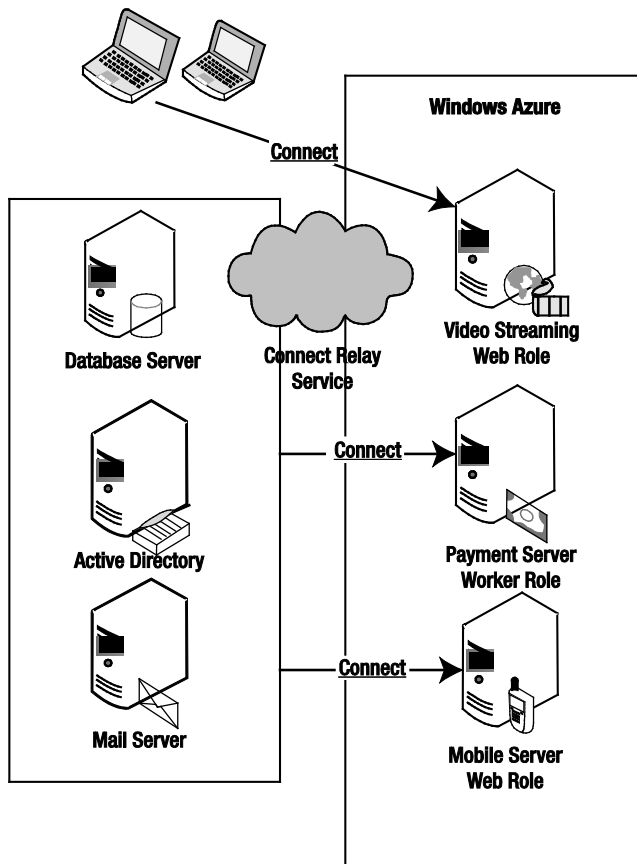 Windows Azure
Connect
Database Server
Connect Relay
Service
Video Streaming
Web Role
Connect
Active Directory
Payment Server
Worker Role
Connect
Mail Server
Mobile Server
Web Role